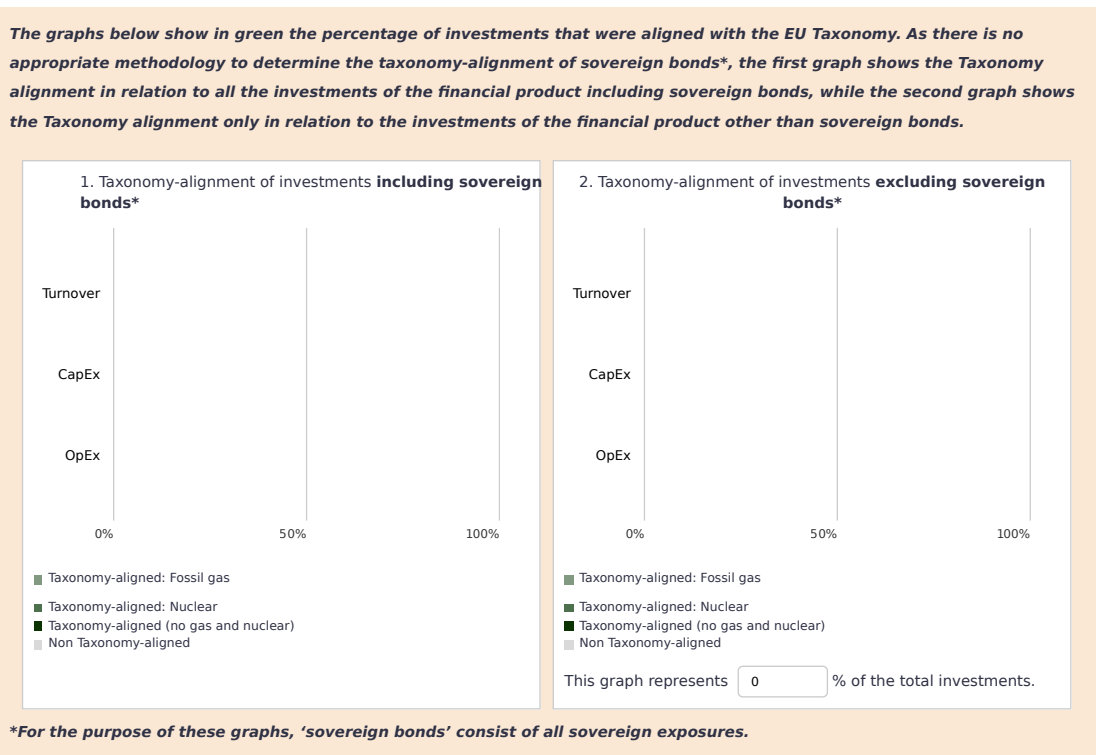 The graphs below show in green the percentage of investments that were aligned with the EU Taxonomy. As there is no
appropriate methodology to determine the taxonomy-alignment of sovereign bonds*, the first graph shows the Taxonomy
alignment in relation to all the investments of the financial product including sovereign bonds, while the second graph shows
the Taxonomy alignment only in relation to the investments of the financial product other than sovereign bonds.
1. Taxonomy-alignment of investments including sovereign
bonds*
Turnover
CapEx
OpEx
0% 50% 100%
Taxonomy-aligned: Fossil gas
Taxonomy-aligned: Nuclear
Taxonomy-aligned (no gas and nuclear)
Non Taxonomy-aligned
2. Taxonomy-alignment of investments excluding sovereign
bonds*
Turnover
CapEx
OpEx
0% 50% 100%
Taxonomy-aligned: Fossil gas
Taxonomy-aligned: Nuclear
Taxonomy-aligned (no gas and nuclear)
Non Taxonomy-aligned
This graph represents 0 % of the total investments.
*For the purpose of these graphs, ‘sovereign bonds’ consist of all sovereign exposures.